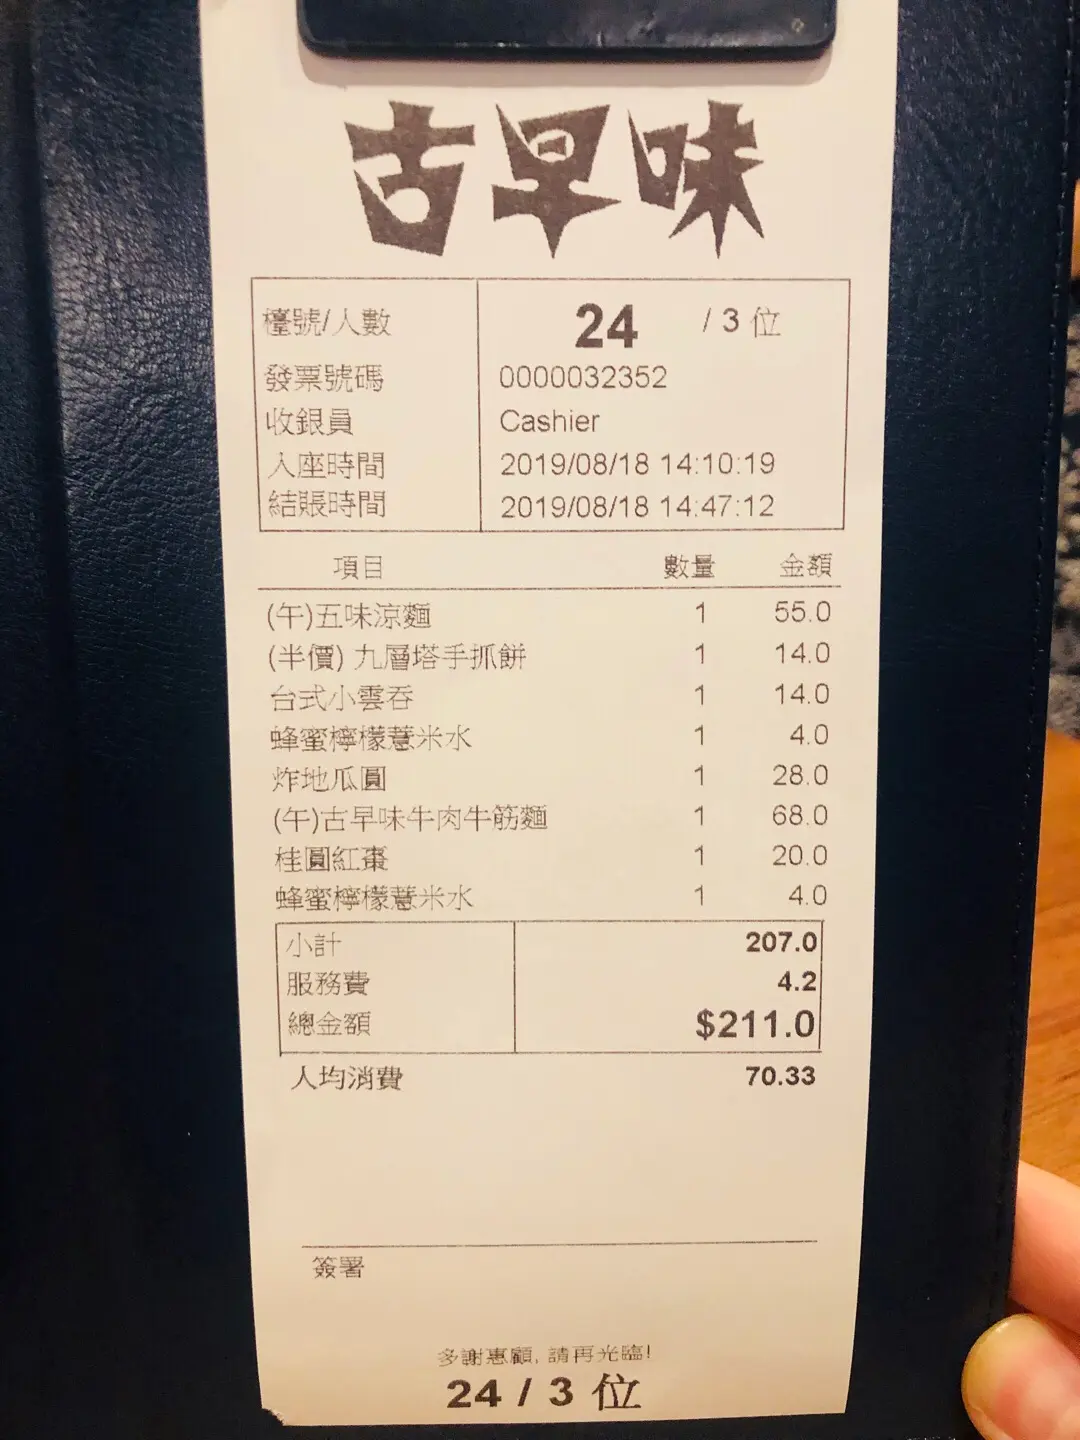 古早味
檯號/人數 24 / 3 位
發票號碼 0000032352
收銀員 Cashier
入座時間 2019/08/18 14:10:19
結賬時間 2019/08/18 14:47:12
項目 數量 金額
(午)五味涼麵 1 55.0
(半價) 九層塔手抓餅 1 14.0
台式小雲吞 1 14.0
蜂蜜檸檬薏米水 1 4.0
炸地瓜圓 1 28.0
(午)古早味牛肉牛筋麵 1 68.0
桂圓紅棗 1 20.0
蜂蜜檸檬薏米水 1 4.0
小計 207.0
服務費 4.2
總金額 $211.0
人均消費 70.33
簽署
多謝惠顧, 請再光臨!
24 / 3 位